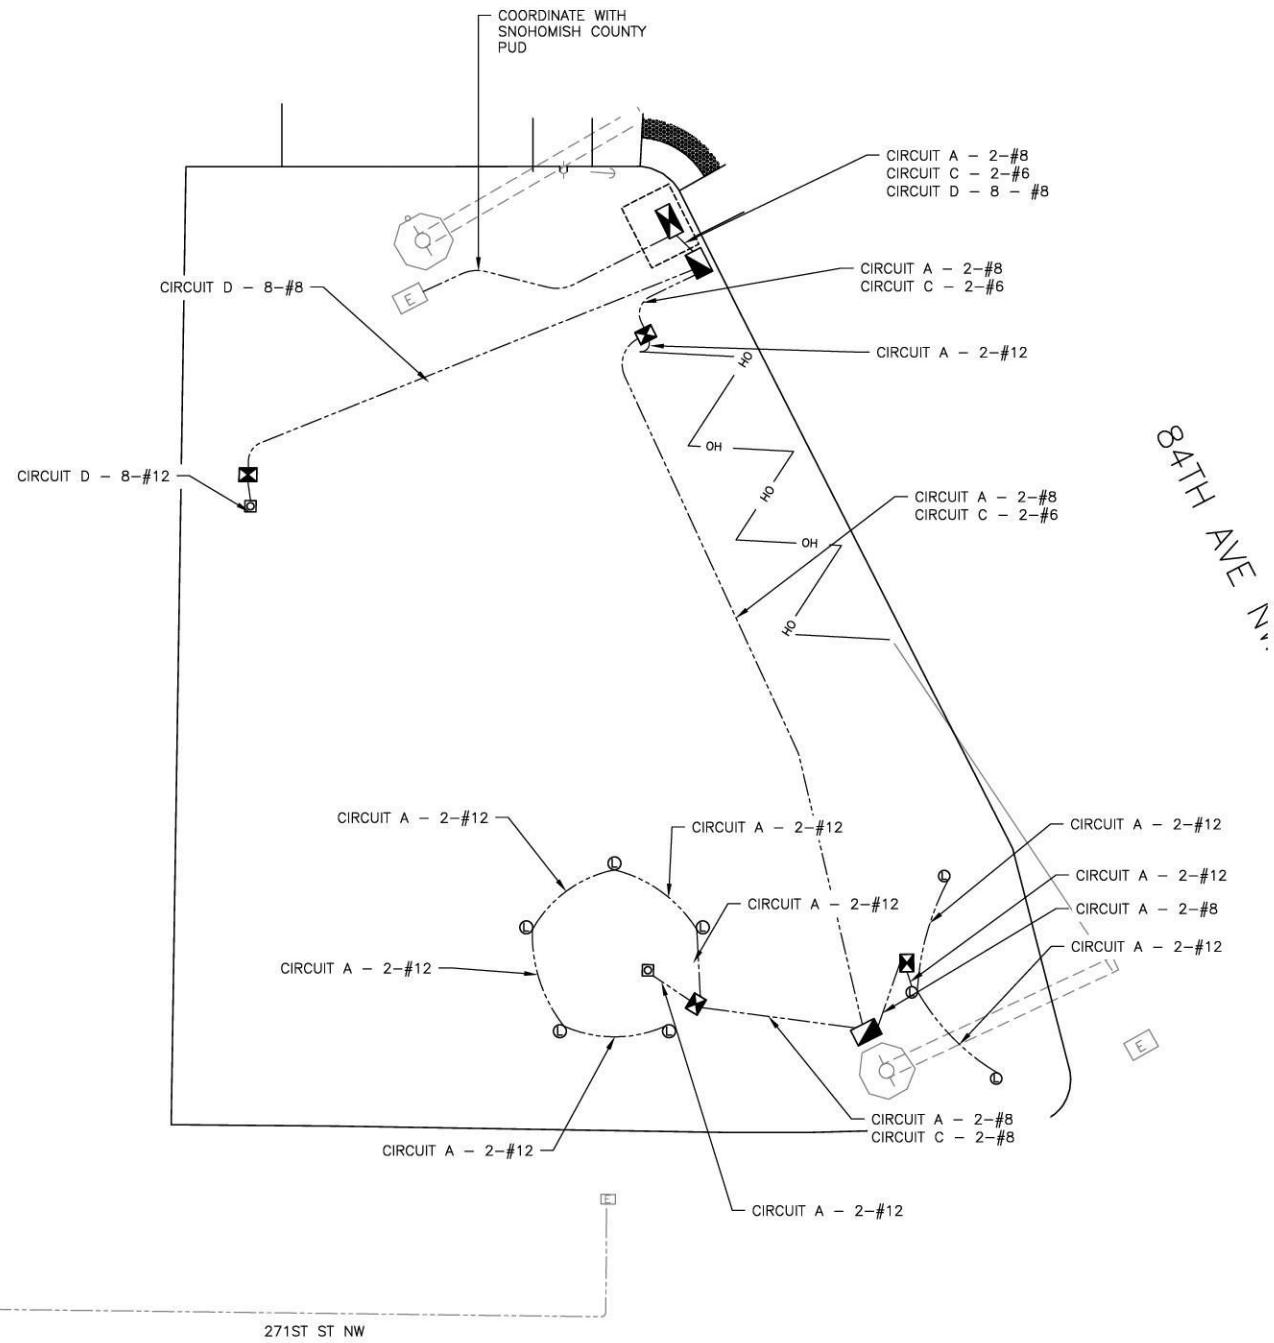 COORDINATE WITH
SNOHOMISH COUNTY
PUD
CIRCUIT A - 2-#8
CIRCUIT C - 2-#6
CIRCUIT D - 8 - #8
CIRCUIT A - 2-#8
CIRCUIT C - 2-#6
CIRCUIT D - 8-#8
E
CIRCUIT A - 2-#12
OH
OH
CIRCUIT D - 8-#12
OH
CIRCUIT A - 2-#8
CIRCUIT C - 2-#6
84TH AVE NW
OH
OH
CIRCUIT A - 2-#12
CIRCUIT A - 2-#12
CIRCUIT A - 2-#12
L
L
CIRCUIT A - 2-#12
CIRCUIT A - 2-#12
CIRCUIT A - 2-#8
L
L
CIRCUIT A - 2-#12
CIRCUIT A - 2-#12
L
L
L
E
L
CIRCUIT A - 2-#8
CIRCUIT C - 2-#8
CIRCUIT A - 2-#12
E
CIRCUIT A - 2-#12
271ST ST NW